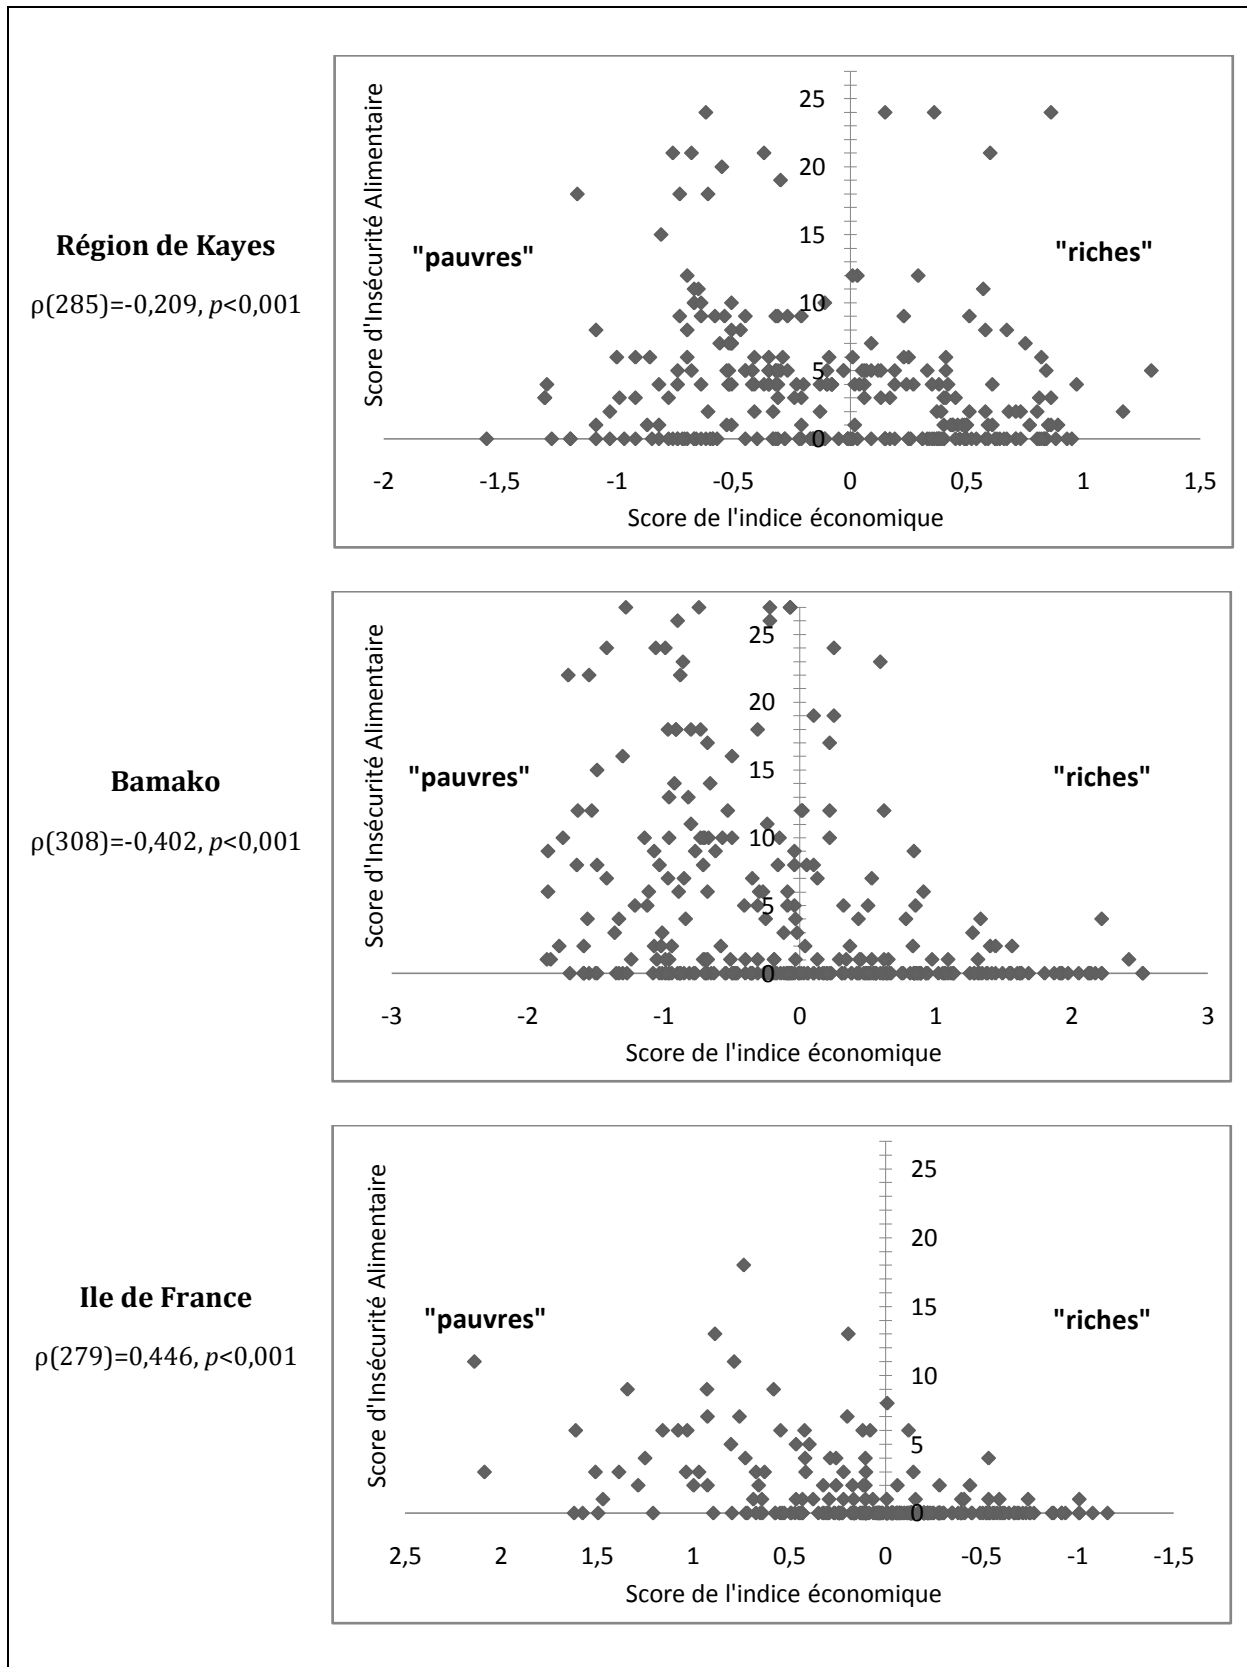 Région de Kayes
ρ(285)=-0,209, p<0,001
Score d'Insécurité Alimentaire
25
20
15
10
5
0
"pauvres"
"riches"
-2 -1,5 -1 -0,5 0 0,5 1 1,5
Score de l'indice économique
Bamako
ρ(308)=-0,402, p<0,001
Score d'Insécurité Alimentaire
25
20
15
10
5
0
"pauvres"
"riches"
-3 -2 -1 0 1 2 3
Score de l'indice économique
Ile de France
ρ(279)=0,446, p<0,001
Score d'Insécurité Alimentaire
25
20
15
10
5
0
"pauvres"
"riches"
2,5 2 1,5 1 0,5 0 -0,5 -1 -1,5
Score de l'indice économique